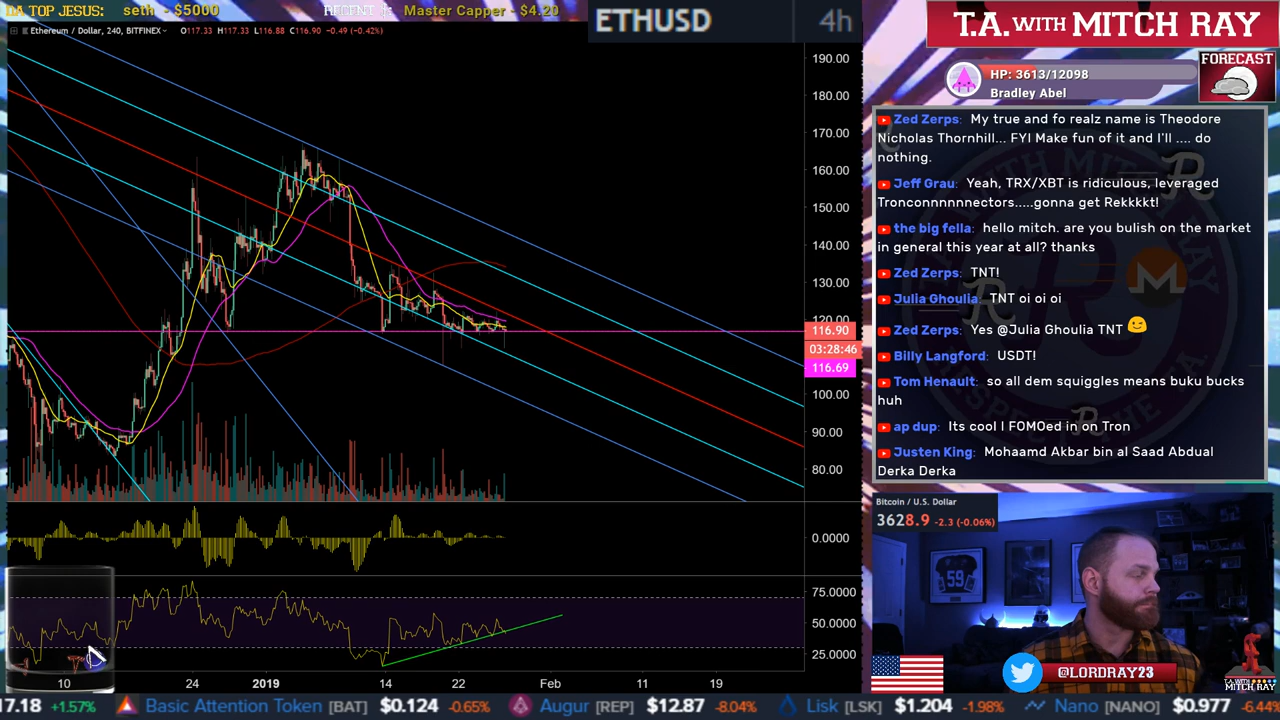 DA TOP JESUS: seth - $5000
RECENT Master Capper - $4.20
ETHUSD
4h
T.A. WITH MITCH RAY
Ethereum / Dollar, 240, BITFINEX
O117.33 H117.33 L116.88 C116.90 -0.49 (-0.42%)
190.00
180.00
170.00
160.00
150.00
140.00
130.00
120.00
116.90
03:28:46
116.69
100.00
90.00
80.00
0.0000
75.0000
50.0000
25.0000
10
24
2019
14
22
Feb
11
19
HP: 3613/12098
Bradley Abel
FORECAST
Zed Zerps: My true and fo realz name is Theodore
Nicholas Thornhill... FYI Make fun of it and I'll .... do
nothing.
Jeff Grau: Yeah, TRX/XBT is ridiculous, leveraged
Tronconnnnnnectors.....gonna get Rekkkkt!
the big fella: hello mitch. are you bulish on the market
in general this year at all? thanks
Zed Zerps: TNT!
Julia Ghoulia: TNT oi oi oi
Zed Zerps: Yes @Julia Ghoulia TNT 😉
Billy Langford: USDT!
Tom Henault: so all dem squiggles means buku bucks
huh
ap dup: Its cool I FOMOed in on Tron
Justen King: Mohaamd Akbar bin al Saad Abdual
Derka Derka
Bitcoin / U.S. Dollar
3628.9 -2.3 (-0.06%)
59
@LORDRAY23
T.A. WITH
MITCH RAY
17.18 +1.57% Basic Attention Token [BAT] $0.124 -0.65% Augur [REP] $12.87 -8.04% Lisk [LSK] $1.204 -1.98% Nano [NANO] $0.977 -6.44%